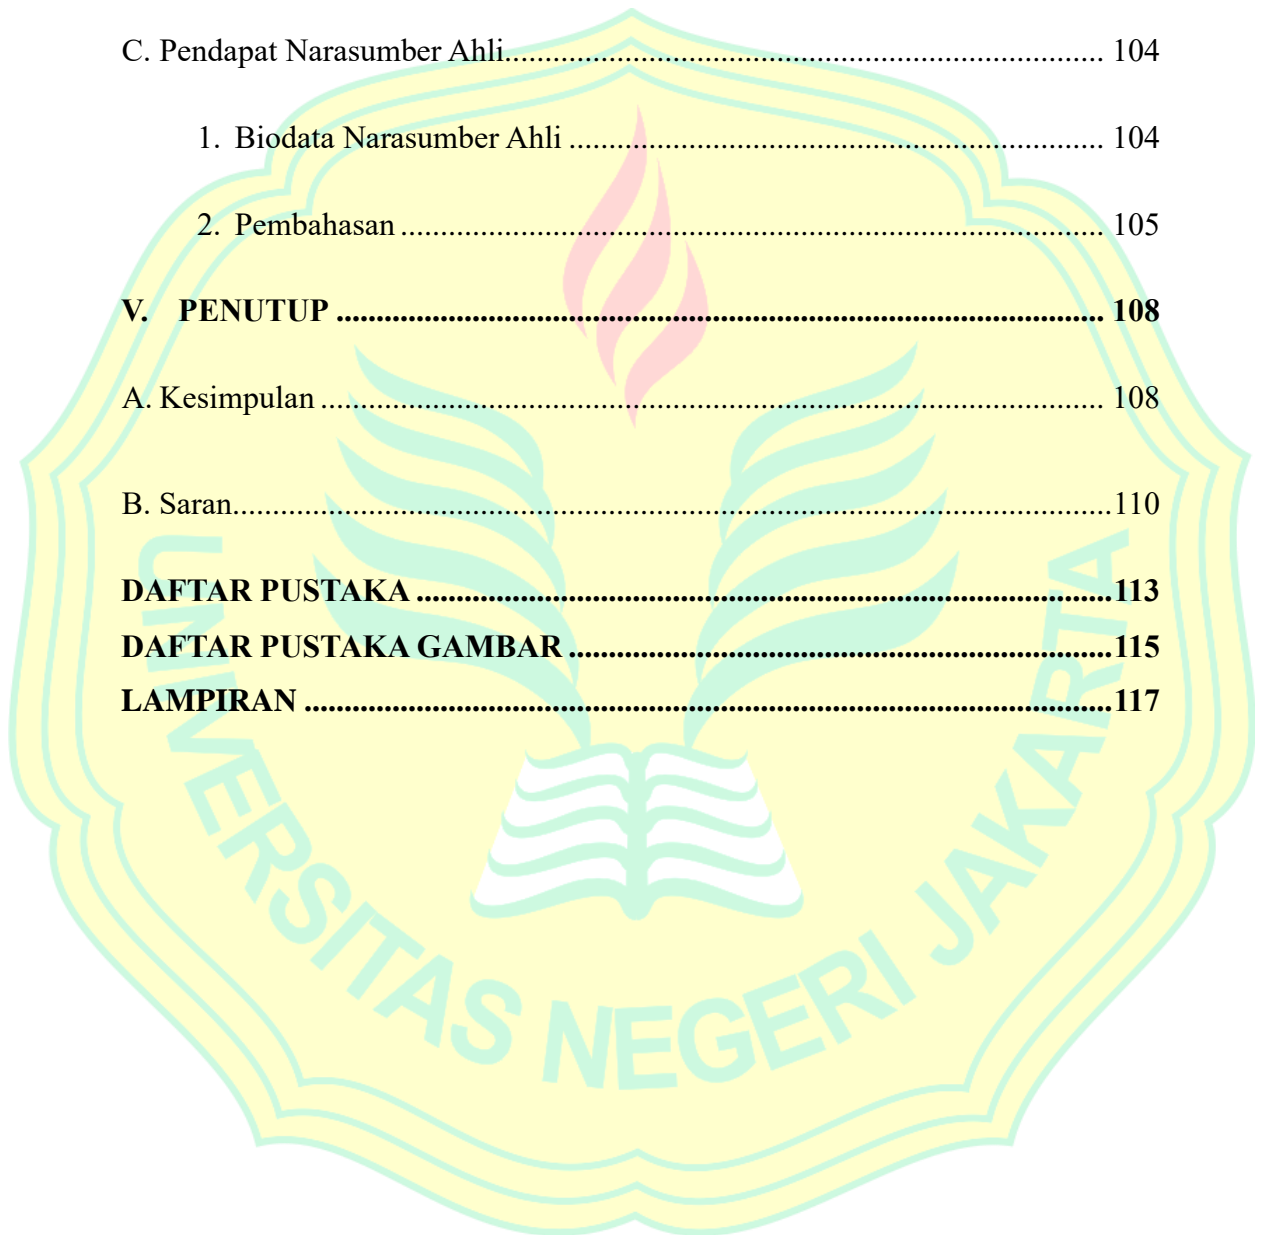 C. Pendapat Narasumber Ahli........................................................................... 104
1. Biodata Narasumber Ahli ................................................................... 104
2. Pembahasan ........................................................................................ 105
V. PENUTUP ................................................................................................ 108
A. Kesimpulan .................................................................................................. 108
B. Saran..............................................................................................................110
DAFTAR PUSTAKA .......................................................................................113
DAFTAR PUSTAKA GAMBAR ....................................................................115
LAMPIRAN .....................................................................................................117
UNIVERSITAS NEGERI JAKARTA